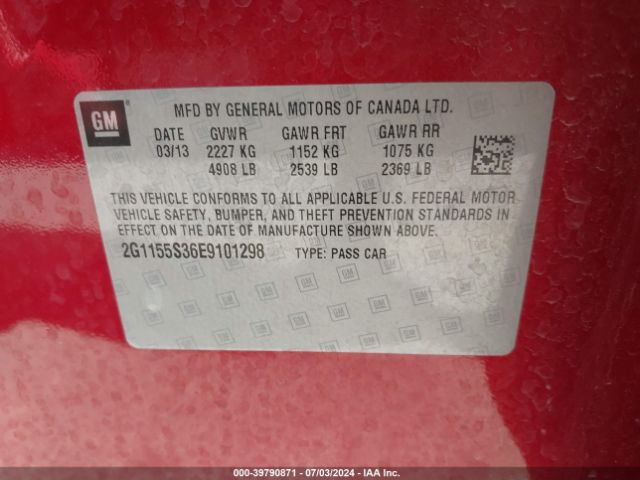 GM
MFD BY GENERAL MOTORS OF CANADA LTD.
DATE GVWR GAWR FRT GAWR RR
03/13 2227 KG 1152 KG 1075 KG
4908 LB 2539 LB 2369 LB
THIS VEHICLE CONFORMS TO ALL APPLICABLE U.S. FEDERAL MOTOR
VEHICLE SAFETY, BUMPER, AND THEFT PREVENTION STANDARDS IN
EFFECT ON THE DATE OF MANUFACTURE SHOWN ABOVE.
2G1155S36E9101298 TYPE: PASS CAR
000-39790871 - 07/03/2024 - IAA Inc.